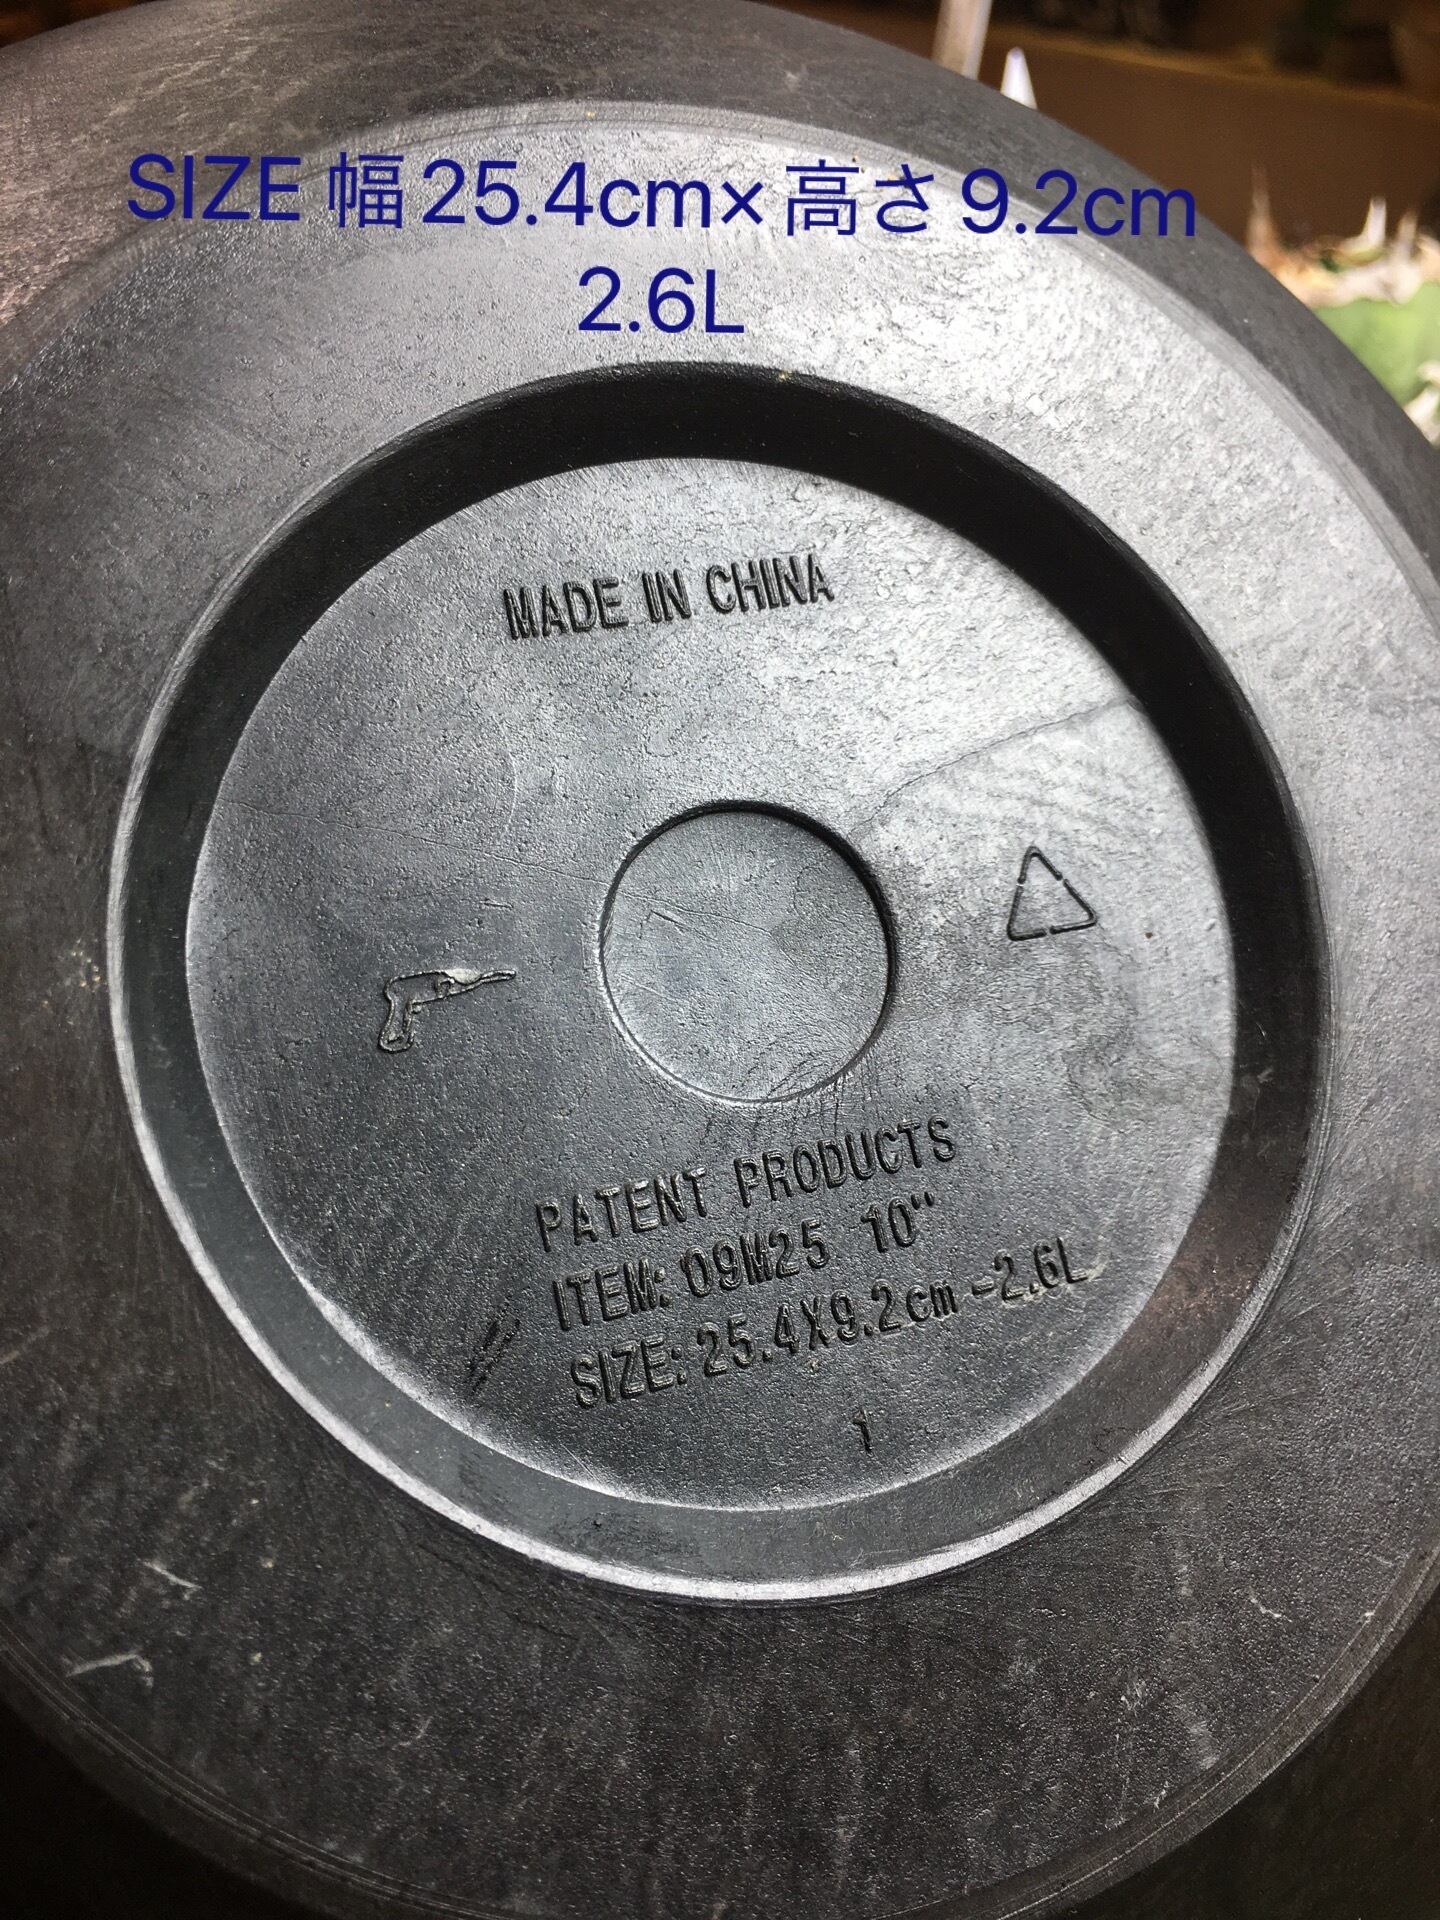 SIZE 幅25.4cm×高さ9.2cm
2.6L
MADE IN CHINA
PATENT PRODUCTS
ITEM: 09M25 10"
SIZE: 25.4X9.2cm-2.6L
1